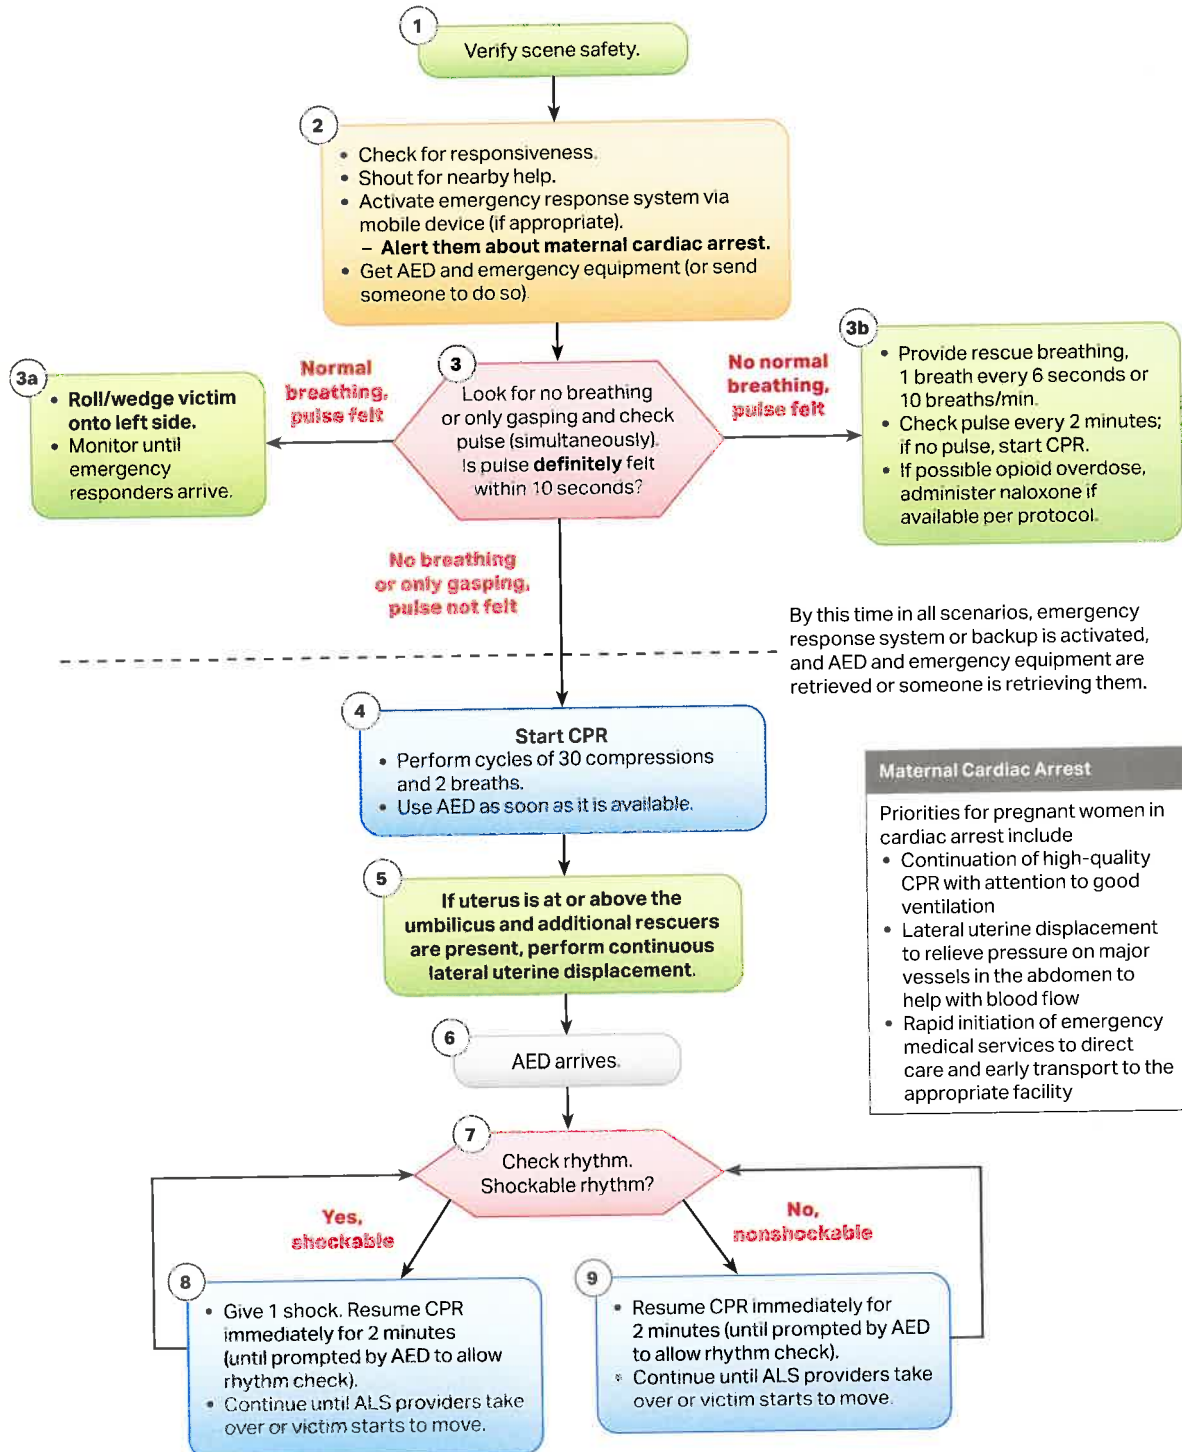 1
Verify scene safety.
2
• Check for responsiveness.
• Shout for nearby help.
• Activate emergency response system via
mobile device (if appropriate).
– Alert them about maternal cardiac arrest.
• Get AED and emergency equipment (or send
someone to do so).
3
Look for no breathing
or only gasping and check
pulse (simultaneously).
Is pulse definitely felt
within 10 seconds?
Normal
breathing,
pulse felt
3a
• Roll/wedge victim
onto left side.
• Monitor until
emergency
responders arrive.
No normal
breathing,
pulse felt
3b
• Provide rescue breathing,
1 breath every 6 seconds or
10 breaths/min.
• Check pulse every 2 minutes;
if no pulse, start CPR.
• If possible opioid overdose,
administer naloxone if
available per protocol.
No breathing
or only gasping,
pulse not felt
By this time in all scenarios, emergency
response system or backup is activated,
and AED and emergency equipment are
retrieved or someone is retrieving them.
4
Start CPR
• Perform cycles of 30 compressions
and 2 breaths.
• Use AED as soon as it is available.
5
If uterus is at or above the
umbilicus and additional rescuers
are present, perform continuous
lateral uterine displacement.
Maternal Cardiac Arrest
Priorities for pregnant women in
cardiac arrest include
• Continuation of high-quality
CPR with attention to good
ventilation
• Lateral uterine displacement
to relieve pressure on major
vessels in the abdomen to
help with blood flow
• Rapid initiation of emergency
medical services to direct
care and early transport to the
appropriate facility
6
AED arrives.
7
Check rhythm.
Shockable rhythm?
Yes,
shockable
No,
nonshockable
8
• Give 1 shock. Resume CPR
immediately for 2 minutes
(until prompted by AED to allow
rhythm check).
• Continue until ALS providers take
over or victim starts to move.
9
• Resume CPR immediately for
2 minutes (until prompted by AED
to allow rhythm check).
• Continue until ALS providers take
over or victim starts to move.